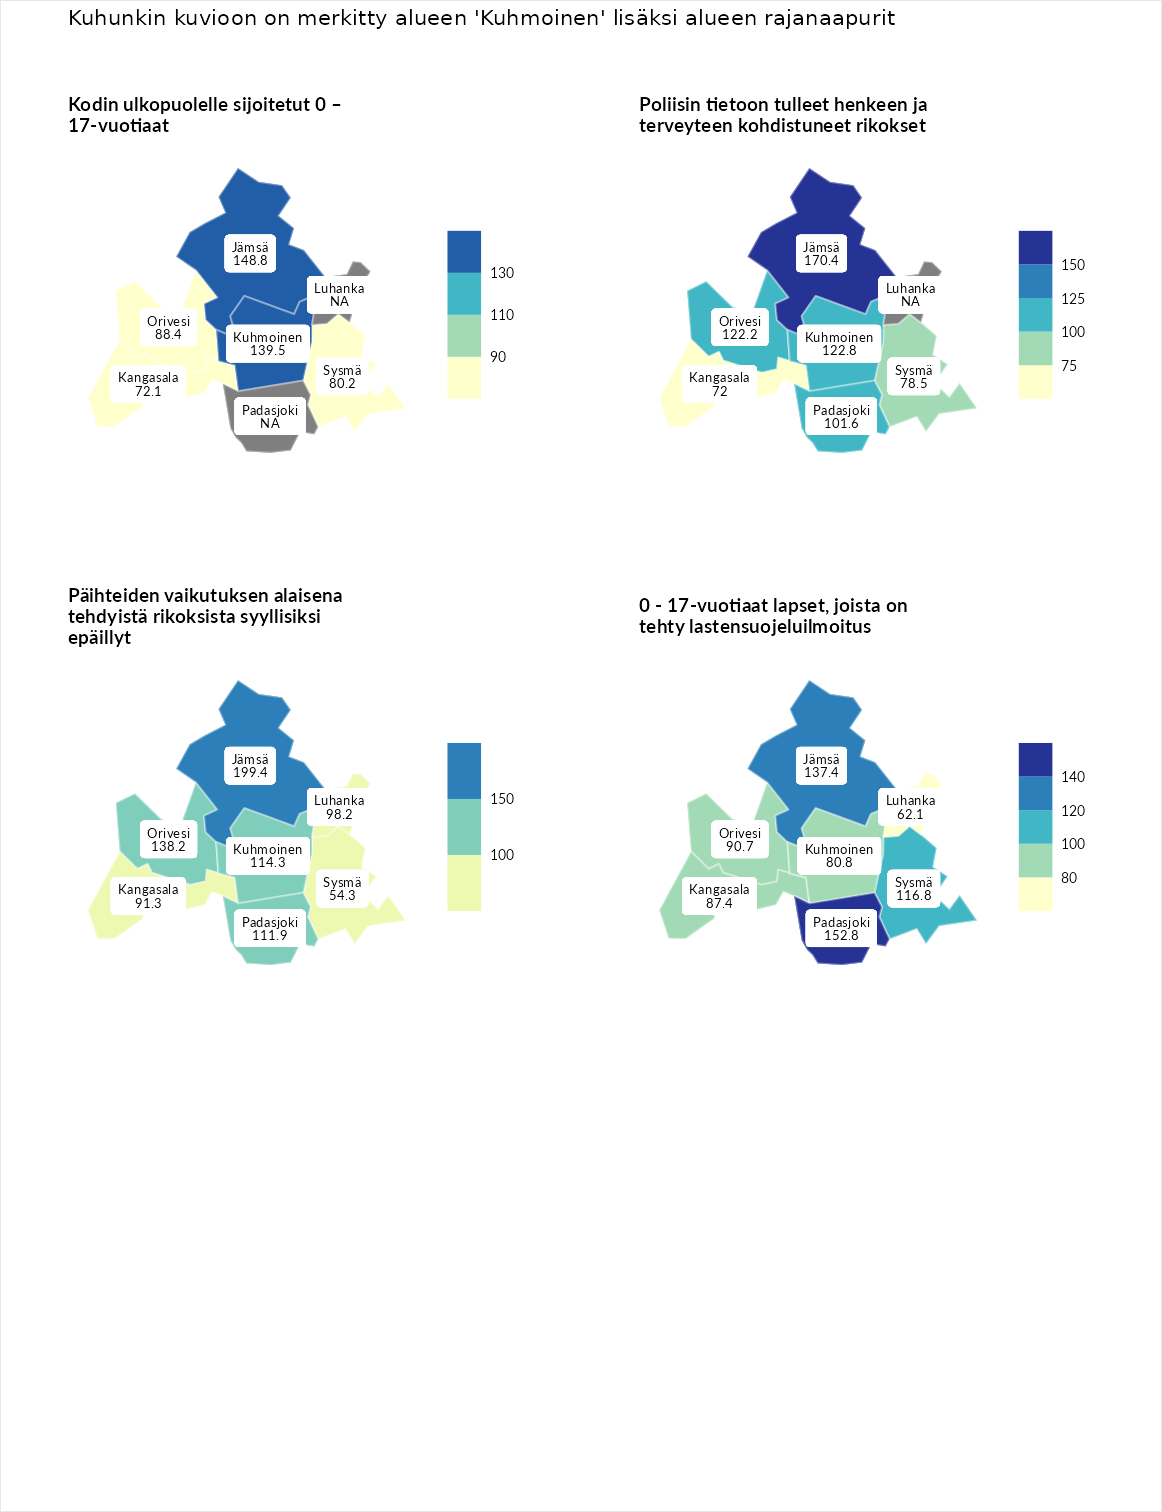 Kuhunkin kuvioon on merkitty alueen 'Kuhmoinen' lisäksi alueen rajanaapurit
Kodin ulkopuolelle sijoitetut 0 –
17-vuotiaat
Jämsä
148.8
Luhanka
NA
Orivesi
88.4
Kuhmoinen
139.5
Kangasala
72.1
Sysmä
80.2
Padasjoki
NA
130
110
90
Poliisin tietoon tulleet henkeen ja
terveyteen kohdistuneet rikokset
Jämsä
170.4
Luhanka
NA
Orivesi
122.2
Kuhmoinen
122.8
Kangasala
72
Sysmä
78.5
Padasjoki
101.6
150
125
100
75
Päihteiden vaikutuksen alaisena
tehdyistä rikoksista syyllisiksi
epäillyt
Jämsä
199.4
Luhanka
98.2
Orivesi
138.2
Kuhmoinen
114.3
Kangasala
91.3
Sysmä
54.3
Padasjoki
111.9
150
100
0 - 17-vuotiaat lapset, joista on
tehty lastensuojeluilmoitus
Jämsä
137.4
Luhanka
62.1
Orivesi
90.7
Kuhmoinen
80.8
Kangasala
87.4
Sysmä
116.8
Padasjoki
152.8
140
120
100
80